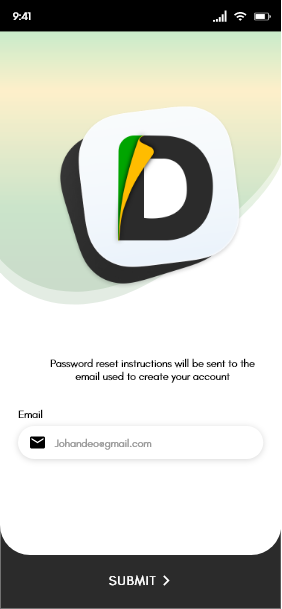 9:41
D
Password reset instructions will be sent to the
email used to create your account
Email
Johandeo@gmail.com
SUBMIT